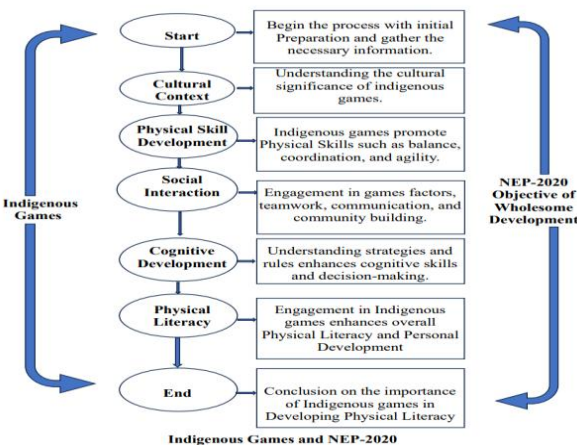 Start
Begin the process with initial
Preparation and gather the
necessary information.
Cultural
Context
Understanding the cultural
significance of indigenous
games.
Physical Skill
Development
Indigenous games promote
Physical Skills such as balance,
coordination, and agility.
Social
Interaction
Engagement in games factors,
teamwork, communication, and
community building.
Cognitive
Development
Understanding strategies and
rules enhances cognitive skills
and decision-making.
Physical
Literacy
Engagement in Indigenous
games enhances overall
Physical Literacy and Personal
Development
End
Conclusion on the importance
of Indigenous games in
Developing Physical Literacy
Indigenous
Games
NEP-2020
Objective of
Wholesome
Development
Indigenous Games and NEP-2020